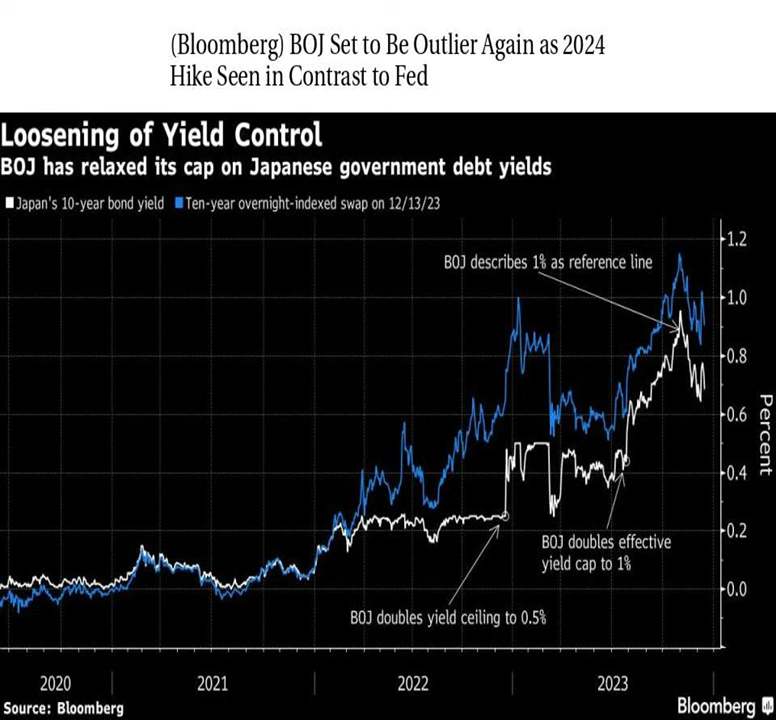 (Bloomberg) BOJ Set to Be Outlier Again as 2024
Hike Seen in Contrast to Fed
Loosening of Yield Control
BOJ has relaxed its cap on Japanese government debt yields
Japan's 10-year bond yield
Ten-year overnight-indexed swap on 12/13/23
1.2
BOJ describes 1% as reference line
1.0
0.8
Percent
0.6
0.4
BOJ doubles effective
yield cap to 1%
0.2
0.0
BOJ doubles yield ceiling to 0.5%
2020
2021
2022
2023
Source: Bloomberg
Bloomberg